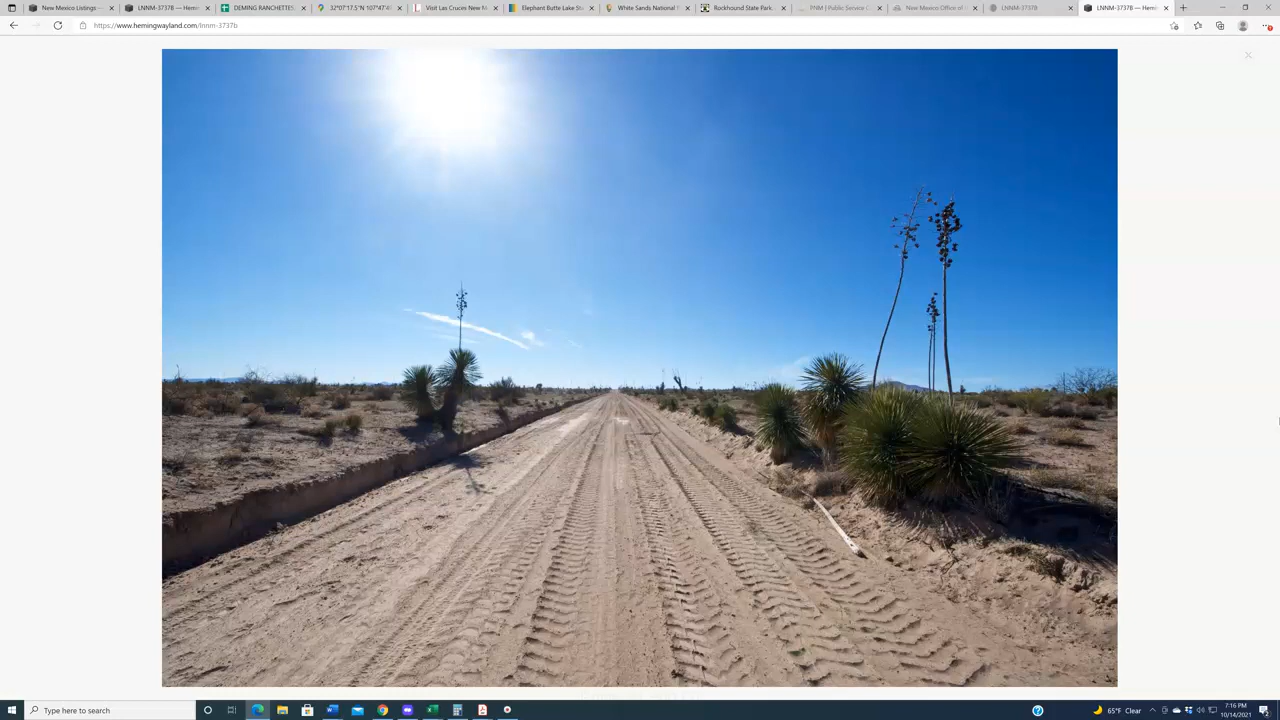 New Mexico Listings —
LNNM-3737B — Hem
DEMING RANCHETTES
32°07'17.5"N 107°47'4
Visit Las Cruces New M
Elephant Butte Lake St
White Sands National
Rockhound State Park
PNM | Public Service C
New Mexico Office of
LNNM-3737B
LNNM-3737B — Hemi
https://www.hemingwayland.com/lnnm-3737b
Type here to search
65°F Clear
7:16 PM
10/14/2021